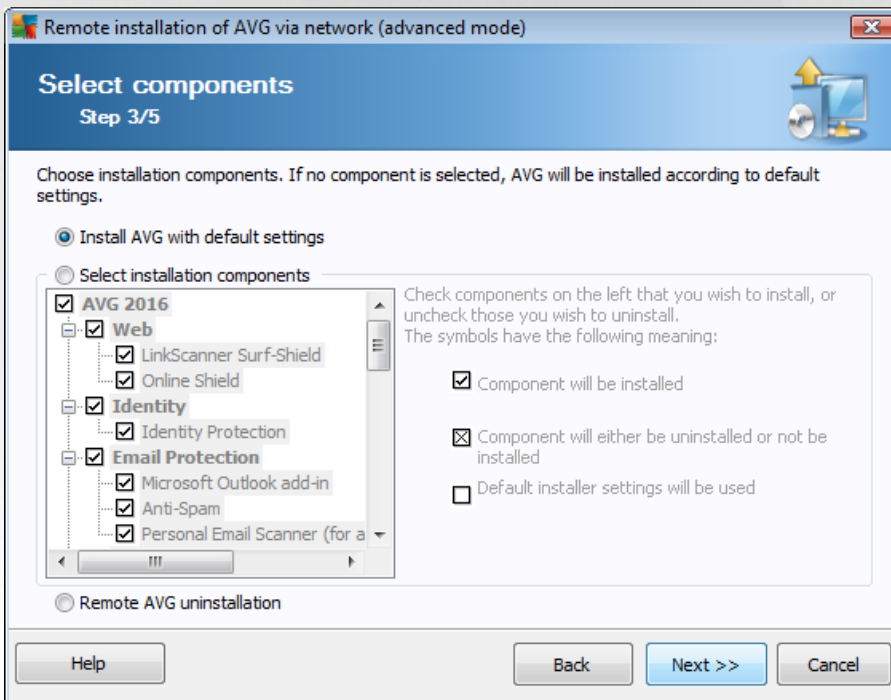 Remote installation of AVG via network (advanced mode)
Select components
Step 3/5
Choose installation components. If no component is selected, AVG will be installed according to default
settings.
Install AVG with default settings
Select installation components
AVG 2016
Web
LinkScanner Surf-Shield
Online Shield
Identity
Identity Protection
Email Protection
Microsoft Outlook add-in
Anti-Spam
Personal Email Scanner (for a
Check components on the left that you wish to install, or
uncheck those you wish to uninstall.
The symbols have the following meaning:
Component will be installed
Component will either be uninstalled or not be
installed
Default installer settings will be used
Remote AVG uninstallation
Help
Back
Next >>
Cancel